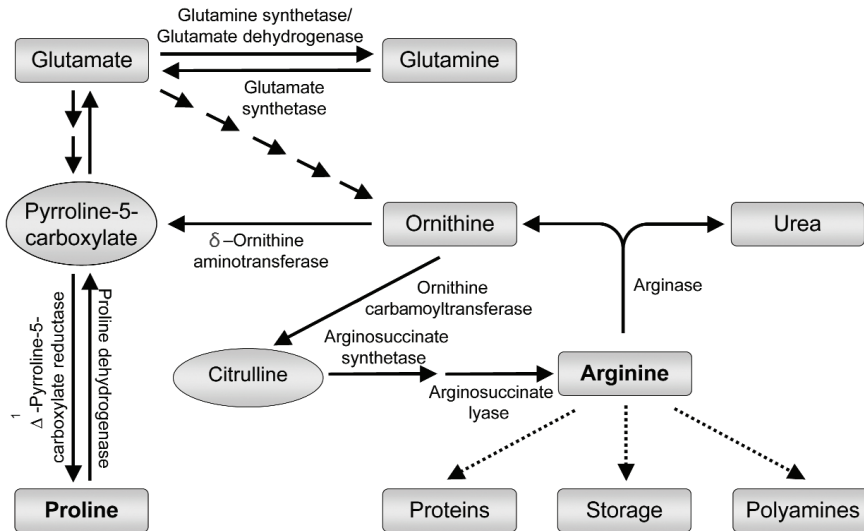 Glutamine synthetase/
Glutamate dehydrogenase
Glutamate
Glutamine
Glutamate
synthetase
Pyrroline-5-
carboxylate
δ–Ornithine
aminotransferase
Ornithine
Urea
Arginase
Ornithine
carbamoyltransferase
Citrulline
Arginosuccinate
synthetase
Arginosuccinate
lyase
Arginine
1
Δ -Pyrroline-5-
carboxylate reductase
Proline dehydrogenase
Proline
Proteins
Storage
Polyamines